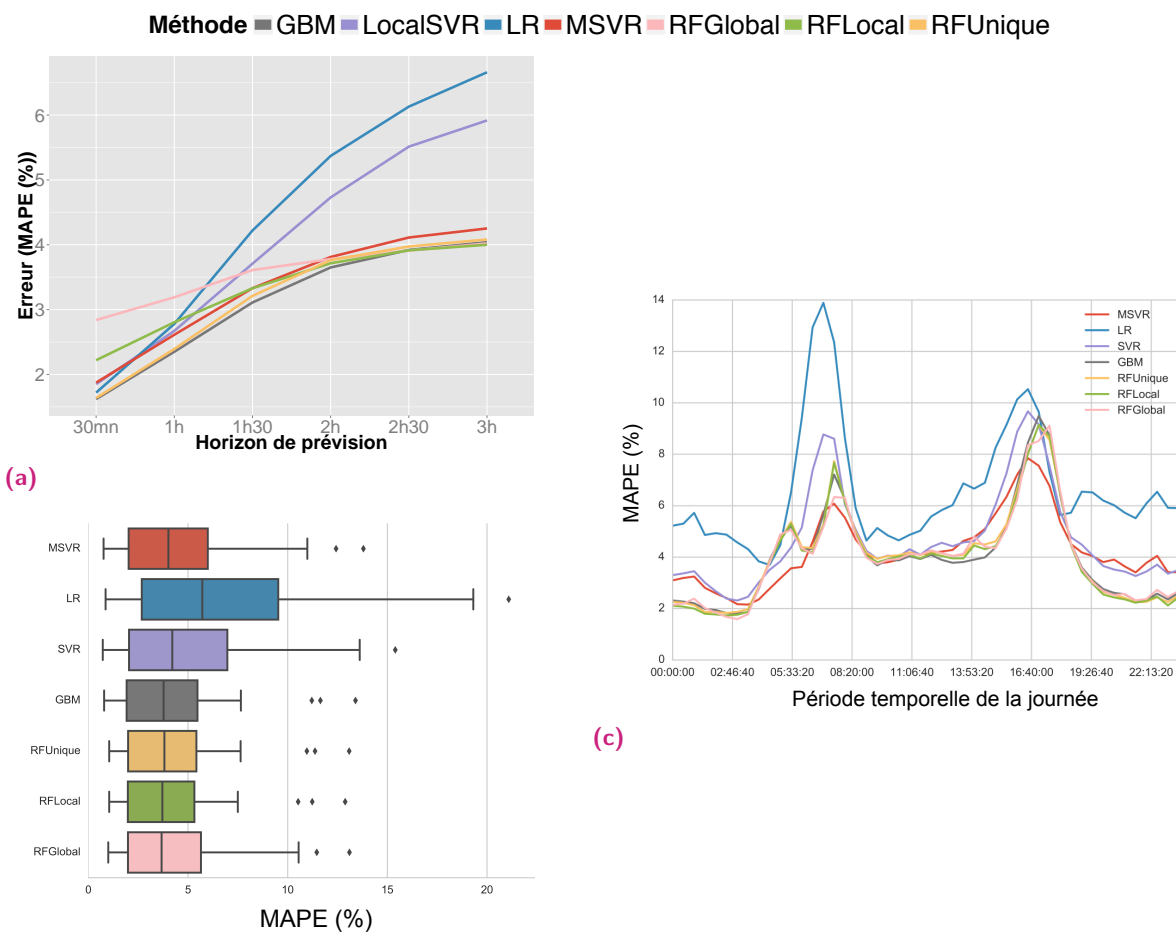 Méthode GBM LocalSVR LR MSVR RFGlobal RFLocal RFUnique
Erreur (MAPE (%))
6
5
4
3
2
30mn 1h 1h30 2h 2h30 3h
Horizon de prévision
(a)
MSVR
LR
SVR
GBM
RFUnique
RFLocal
RFGlobal
0 5 10 15 20
MAPE (%)
MAPE (%)
14
12
10
8
6
4
2
0
MSVR
LR
SVR
GBM
RFUnique
RFLocal
RFGlobal
00:00:00 02:46:40 05:33:20 08:20:00 11:06:40 13:53:20 16:40:00 19:26:40 22:13:20
Période temporelle de la journée
(c)